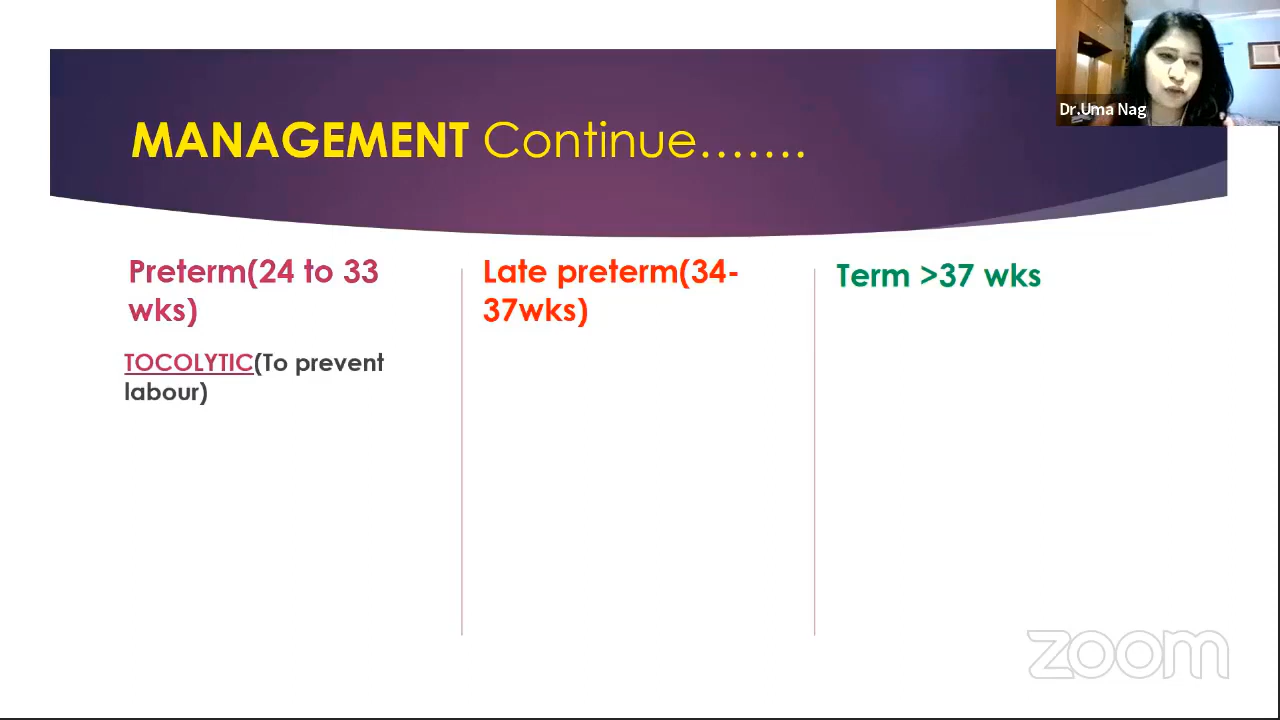 Dr.Uma Nag
MANAGEMENT Continue.......
Preterm(24 to 33
wks)
TOCOLYTIC(To prevent
labour)
Late preterm(34-
37wks)
Term >37 wks
zoom